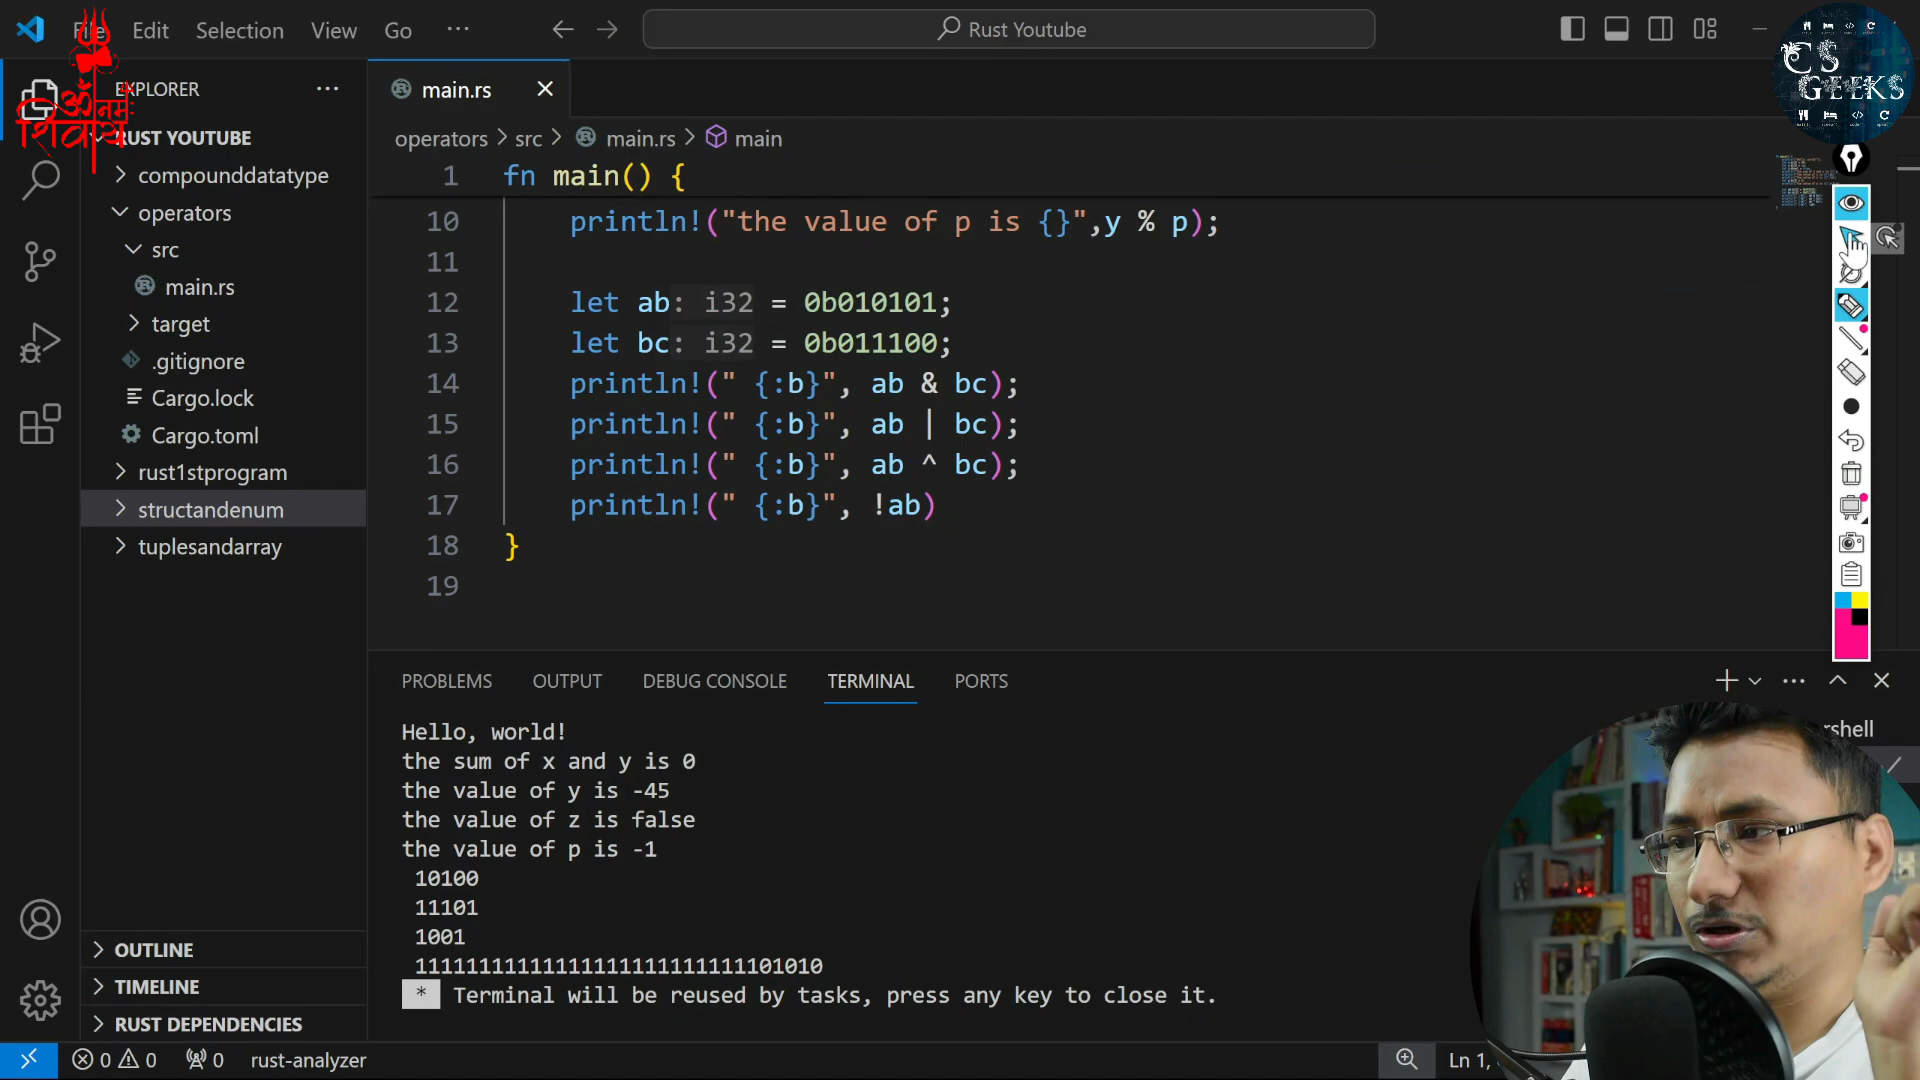 File Edit Selection View Go ···
Rust Youtube
CS
GEEKS
ॐ नमः
शिवाय
EXPLORER
main.rs
RUST YOUTUBE
operators > src > main.rs > main
compounddatatype
operators
src
main.rs
target
.gitignore
Cargo.lock
Cargo.toml
rust1stprogram
structandenum
tuplesandarray
1 fn main() {
10 println!("the value of p is {}",y % p);
11
12 let ab: i32 = 0b010101;
13 let bc: i32 = 0b011100;
14 println!(" {:b}", ab & bc);
15 println!(" {:b}", ab | bc);
16 println!(" {:b}", ab ^ bc);
17 println!(" {:b}", !ab)
18 }
19
PROBLEMS OUTPUT DEBUG CONSOLE TERMINAL PORTS
Hello, world!
the sum of x and y is 0
the value of y is -45
the value of z is false
the value of p is -1
10100
11101
1001
11111111111111111111111111101010
* Terminal will be reused by tasks, press any key to close it.
rshell
OUTLINE
TIMELINE
RUST DEPENDENCIES
0 0 0 rust-analyzer
Ln 1,